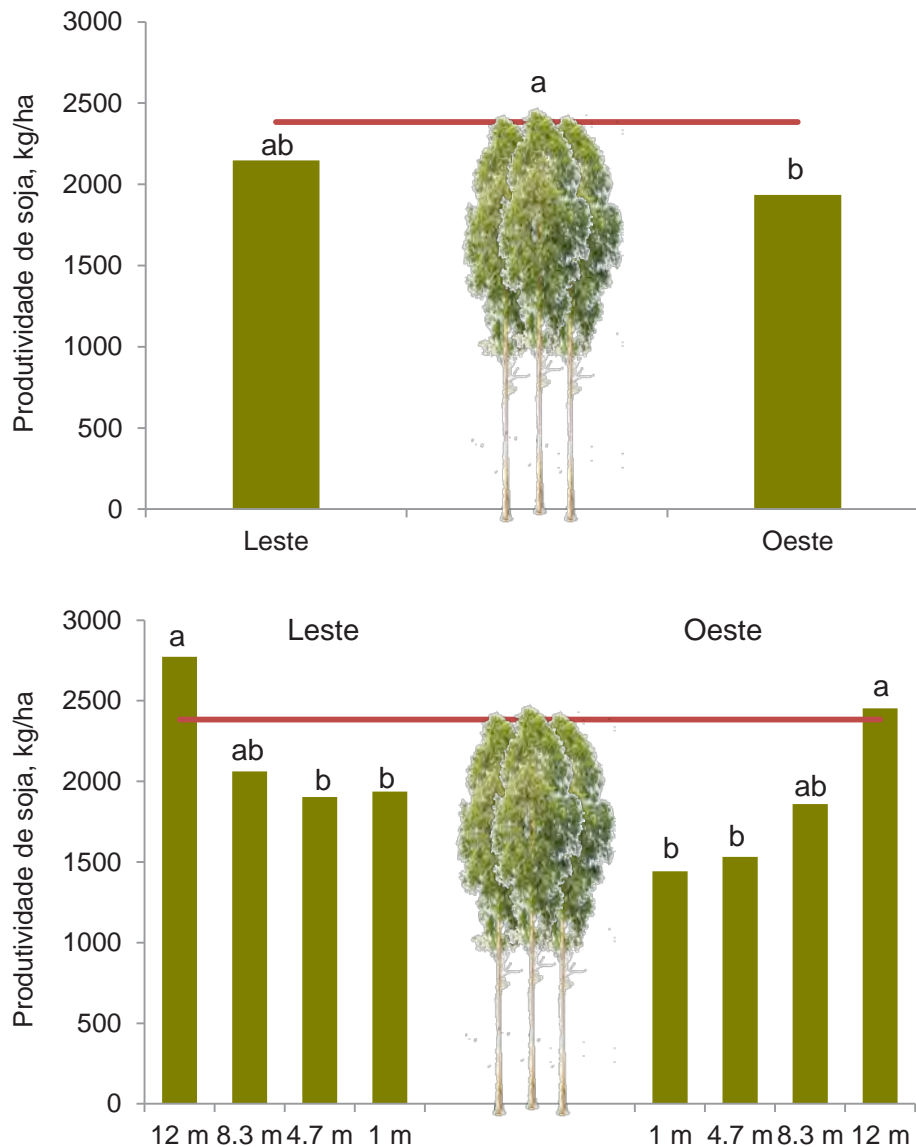 Produtividade de soja, kg/ha
3000
2500
2000
1500
1000
500
0
ab
a
b
Leste
Oeste
Produtividade de soja, kg/ha
3000
2500
2000
1500
1000
500
0
Leste
Oeste
a
ab
b
b
b
b
ab
a
12 m 8.3 m 4.7 m 1 m
1 m 4.7 m 8.3 m 12 m